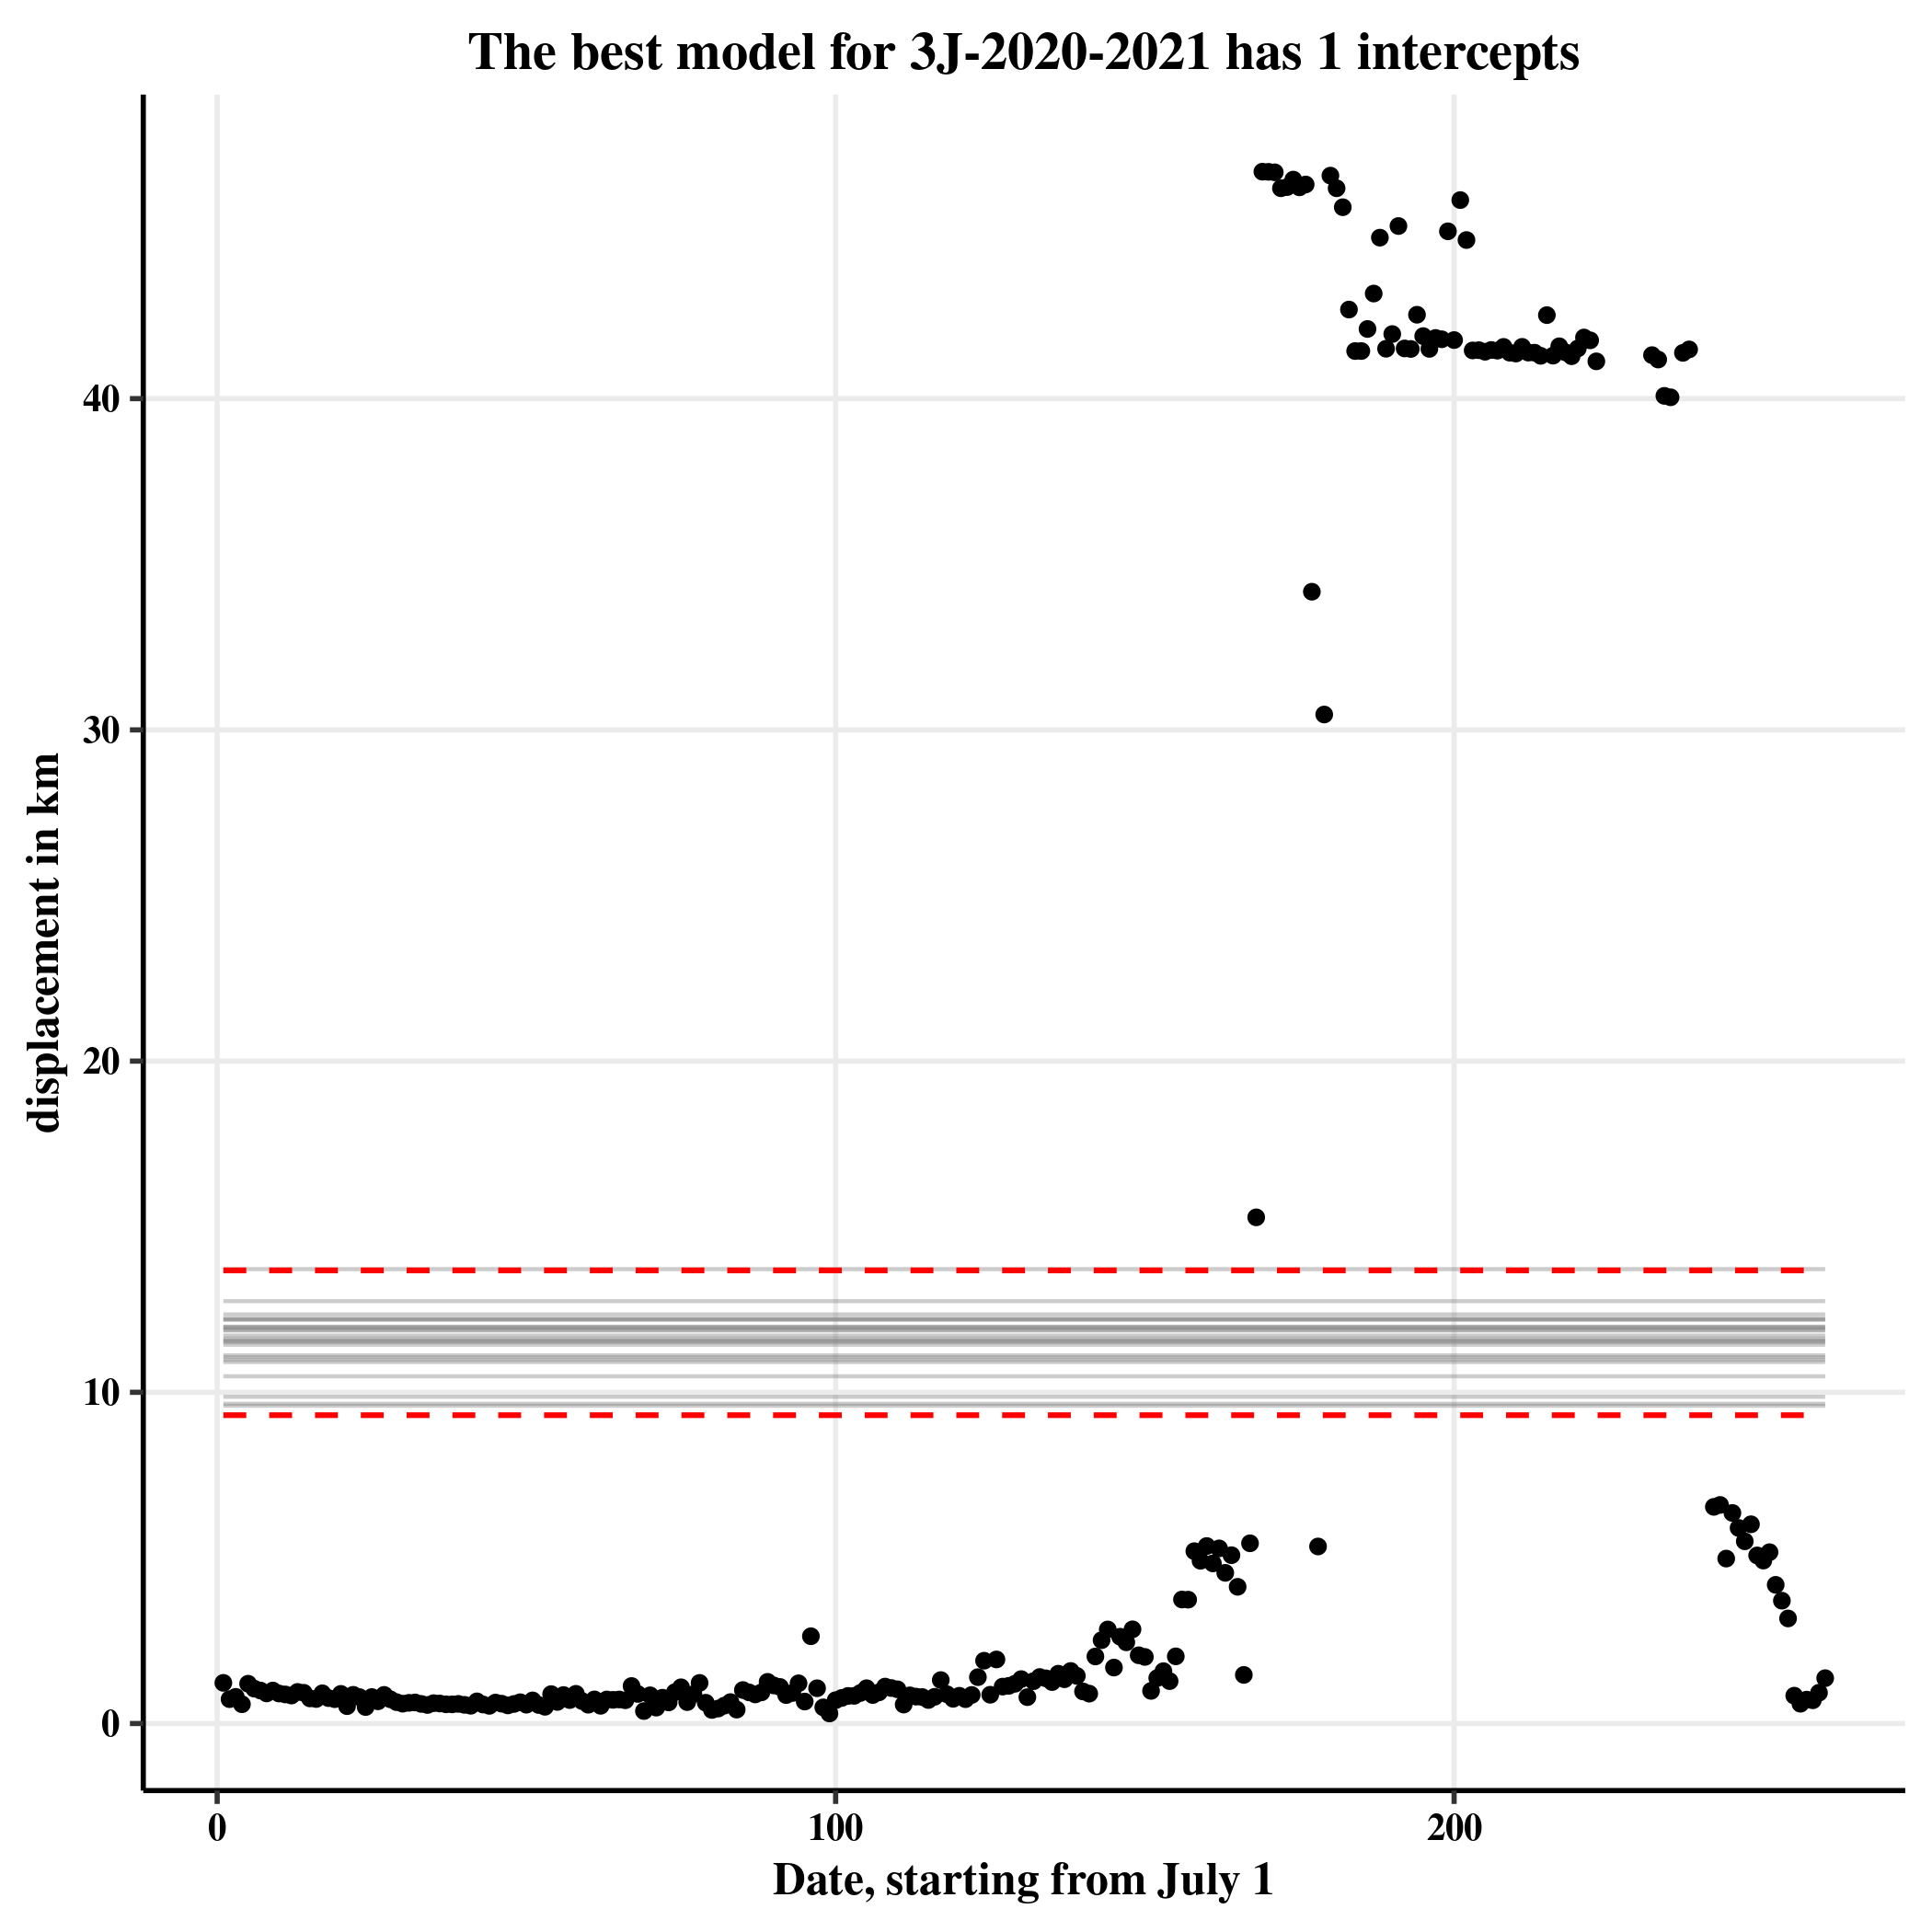 The best model for 3J-2020-2021 has 1 intercepts
displacement in km
40
30
20
10
0
0
100
200
Date, starting from July 1